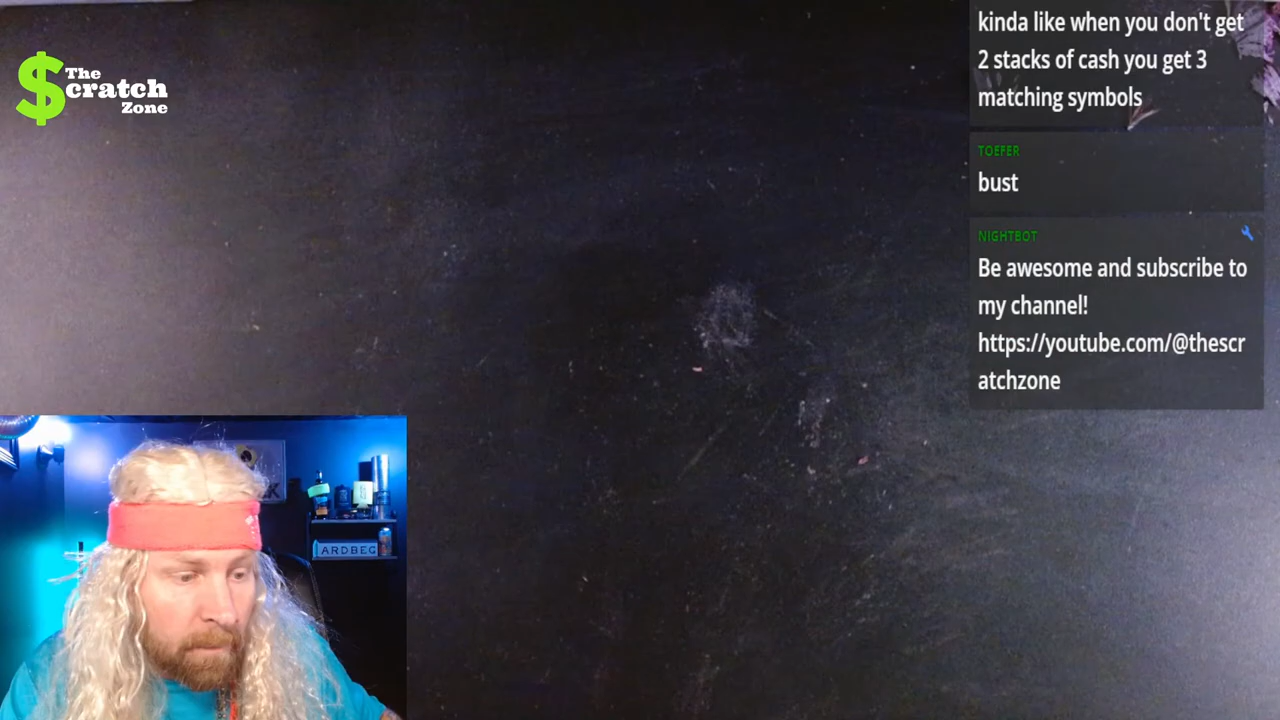 The
$cratch
Zone
kinda like when you don't get
2 stacks of cash you get 3
matching symbols
TOEFER
bust
NIGHTBOT
Be awesome and subscribe to
my channel!
https://youtube.com/@thescr
atchzone
ARDBEG